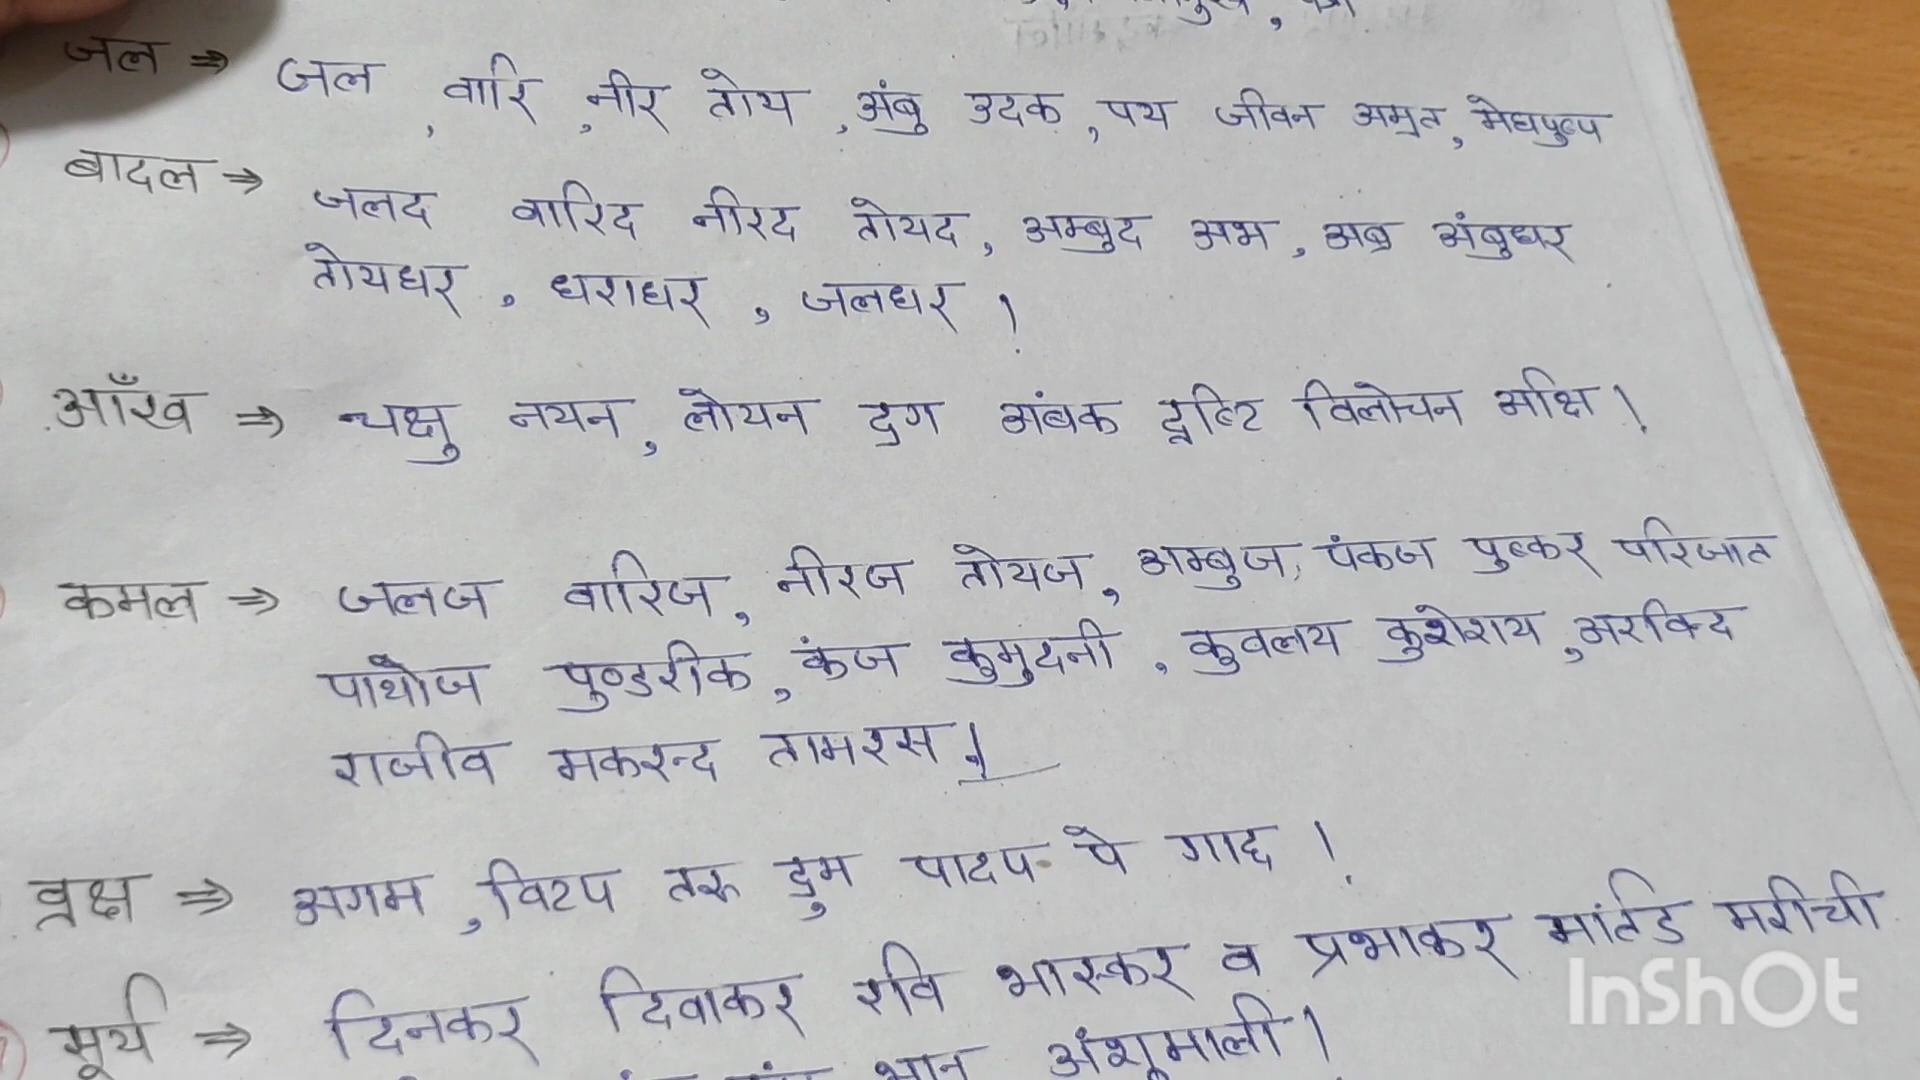 जल ⇒ जल, वारि, नीर तोय, अंबु उदक, पय जीवन अमृत, मेघपुष्प
बादल ⇒ जलद वारिद नीरद तोयद, अम्बुद अभ्र, अब्र अंबुधर
तोयधर, धराधर, जलधर।
आँख ⇒ चक्षु नयन, लोयन दृग अंबक दृष्टि विलोचन अक्षि।
कमल ⇒ जलज वारिज, नीरज तोयज, अम्बुज, पंकज पुष्कर परिजात
पाथोज पुण्डरीक, कंज कुमुदनी, कुवलय कुशेशय, अरविन्द
राजीव मकरन्द तामरस।
वृक्ष ⇒ अगम, विटप तरू द्रुम पादप पे गाछ।
सूर्य ⇒ दिनकर दिवाकर रवि भास्कर व प्रभाकर मार्तंड मरीची
भानु अंशुमाली।
InShOt